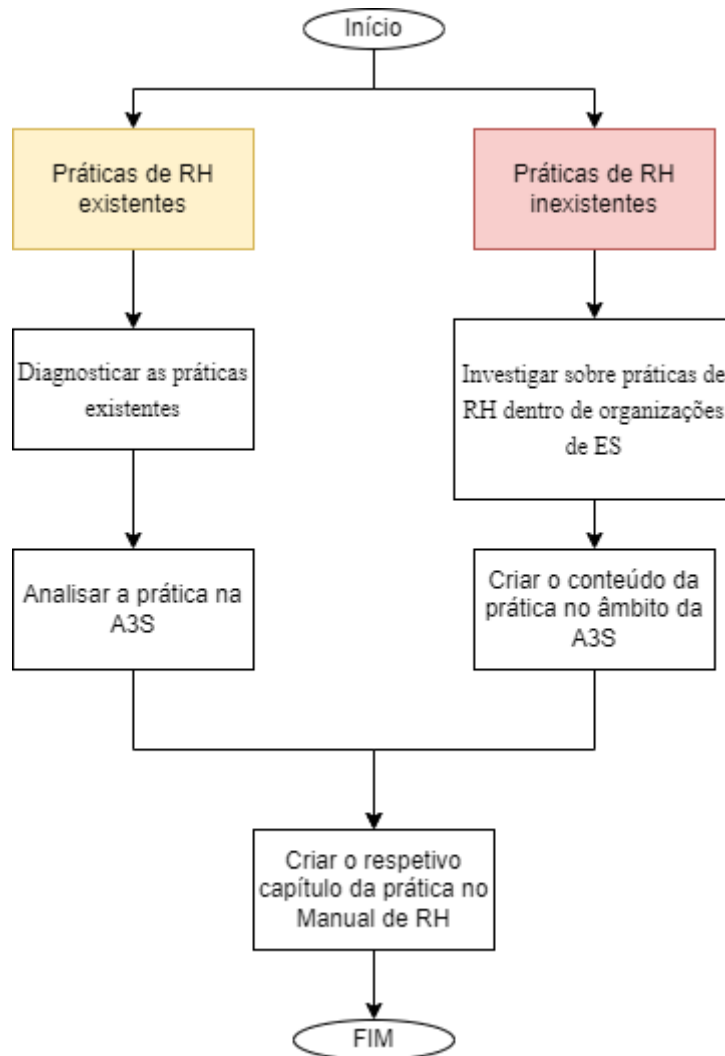 Início
Práticas de RH
existentes
Práticas de RH
inexistentes
Diagnosticar as práticas
existentes
Investigar sobre práticas de
RH dentro de organizações
de ES
Analisar a prática na
A3S
Criar o conteúdo da
prática no âmbito da
A3S
Criar o respetivo
capítulo da prática no
Manual de RH
FIM